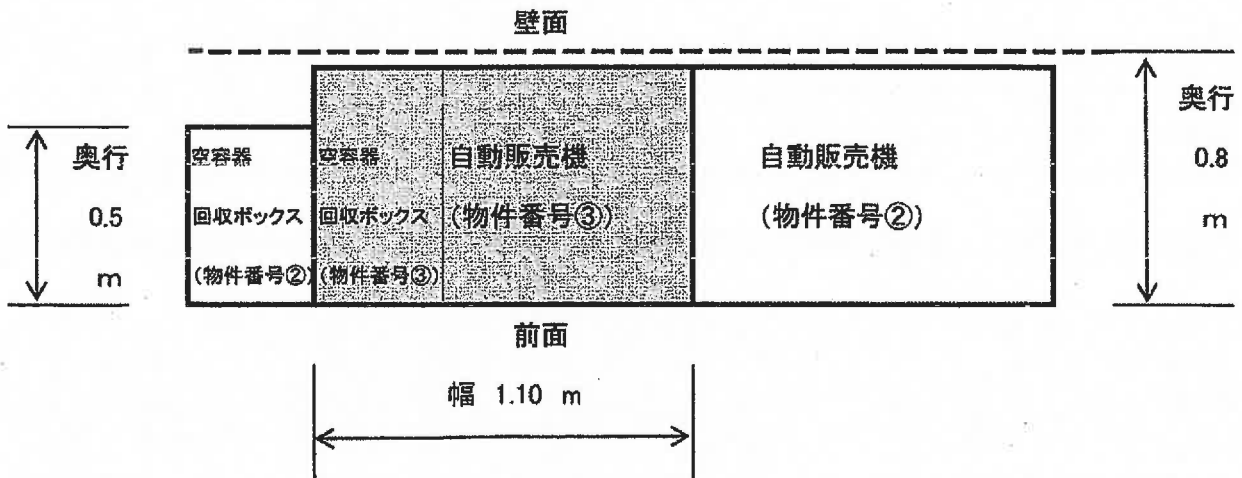 壁面
奥行
0.5
m
空容器
回収ボックス
(物件番号②)
空容器
回収ボックス
(物件番号③)
自動販売機
(物件番号③)
自動販売機
(物件番号②)
奥行
0.8
m
前面
幅 1.10 m